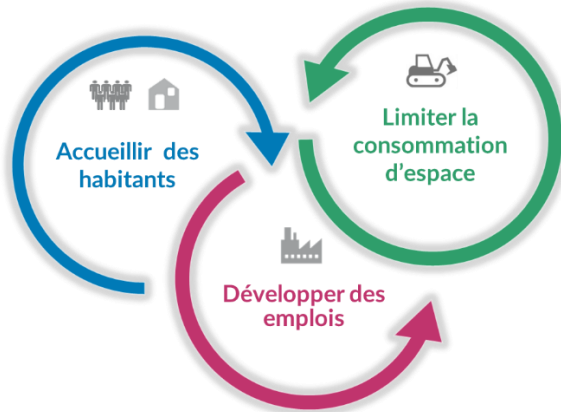 Accueillir des
habitants
Limiter la
consommation
d'espace
Développer des
emplois